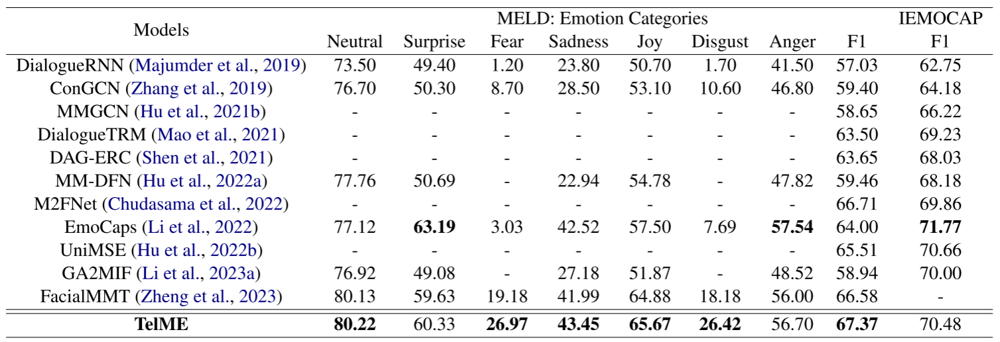 Models MELD: Emotion Categories IEMOCAP
Neutral Surprise Fear Sadness Joy Disgust Anger F1 F1
DialogueRNN (Majumder et al., 2019) 73.50 49.40 1.20 23.80 50.70 1.70 41.50 57.03 62.75
ConGCN (Zhang et al., 2019) 76.70 50.30 8.70 28.50 53.10 10.60 46.80 59.40 64.18
MMGCN (Hu et al., 2021b) - - - - - - - 58.65 66.22
DialogueTRM (Mao et al., 2021) - - - - - - - 63.50 69.23
DAG-ERC (Shen et al., 2021) - - - - - - - 63.65 68.03
MM-DFN (Hu et al., 2022a) 77.76 50.69 - 22.94 54.78 - 47.82 59.46 68.18
M2FNet (Chudasama et al., 2022) - - - - - - - 66.71 69.86
EmoCaps (Li et al., 2022) 77.12 63.19 3.03 42.52 57.50 7.69 57.54 64.00 71.77
UniMSE (Hu et al., 2022b) - - - - - - - 65.51 70.66
GA2MIF (Li et al., 2023a) 76.92 49.08 - 27.18 51.87 - 48.52 58.94 70.00
FacialMMT (Zheng et al., 2023) 80.13 59.63 19.18 41.99 64.88 18.18 56.00 66.58 -
TelME 80.22 60.33 26.97 43.45 65.67 26.42 56.70 67.37 70.48